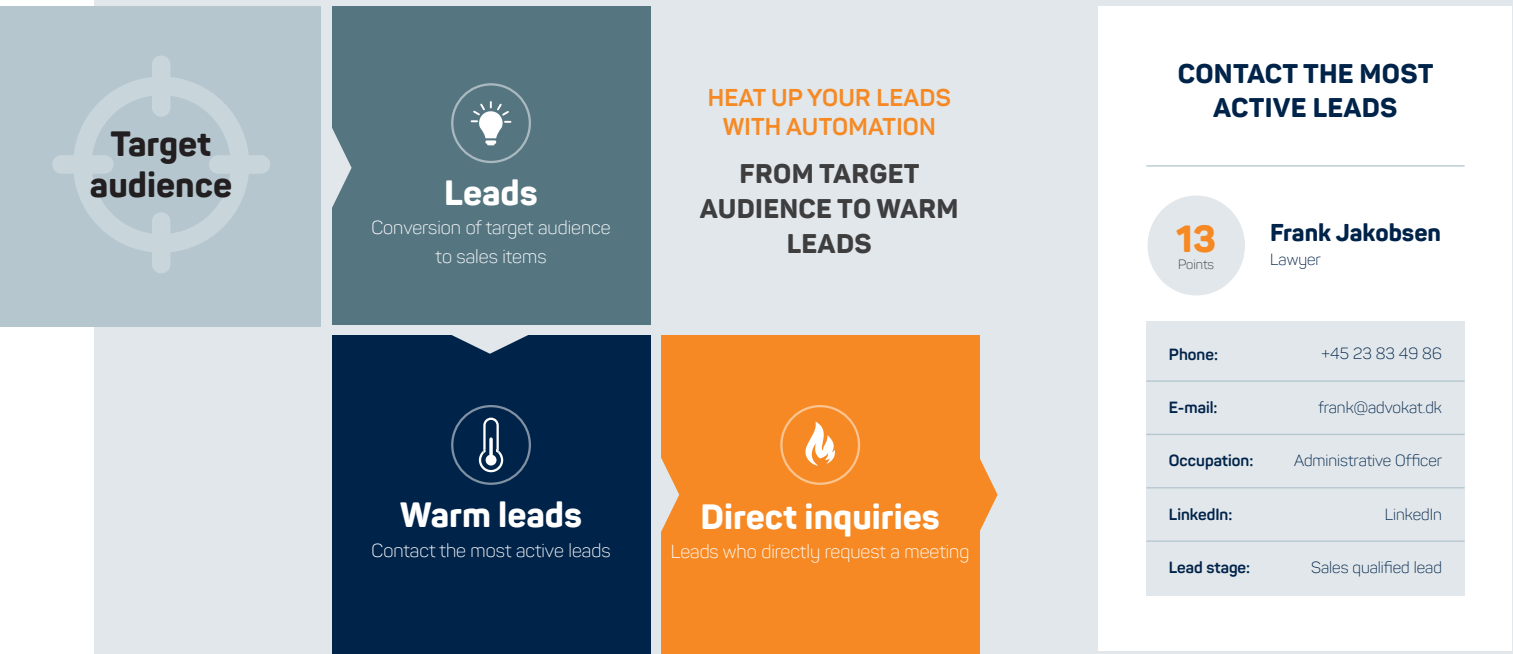 Target
audience
Leads
Conversion of target audience
to sales items
HEAT UP YOUR LEADS
WITH AUTOMATION
FROM TARGET
AUDIENCE TO WARM
LEADS
Warm leads
Contact the most active leads
Direct inquiries
Leads who directly request a meeting
CONTACT THE MOST
ACTIVE LEADS
13
Points
Frank Jakobsen
Lawyer
Phone: +45 23 83 49 86
E-mail: frank@advokat.dk
Occupation: Administrative Officer
LinkedIn: LinkedIn
Lead stage: Sales qualified lead